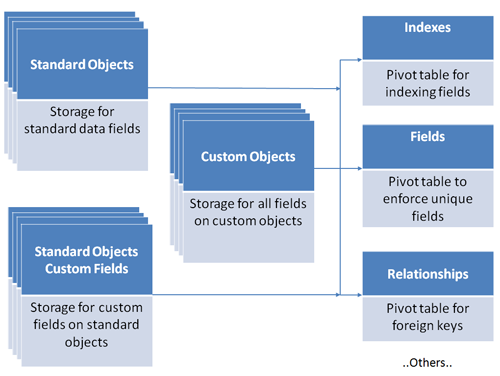 Standard Objects
Storage for
standard data fields
Custom Objects
Storage for all fields
on custom objects
Standard Objects
Custom Fields
Storage for custom
fields on standard
objects
Indexes
Pivot table for
indexing fields
Fields
Pivot table to
enforce unique
fields
Relationships
Pivot table for
foreign keys
..Others..